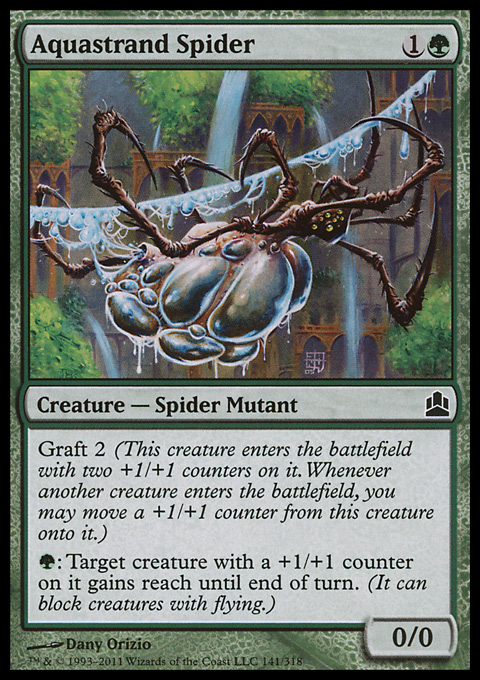 Aquastrand Spider 1
Creature — Spider Mutant
Graft 2 (This creature enters the battlefield
with two +1/+1 counters on it. Whenever
another creature enters the battlefield, you
may move a +1/+1 counter from this creature
onto it.)
: Target creature with a +1/+1 counter
on it gains reach until end of turn. (It can
block creatures with flying.)
Dany Orizio
0/0
™ & © 1993–2011 Wizards of the Coast LLC 141/318